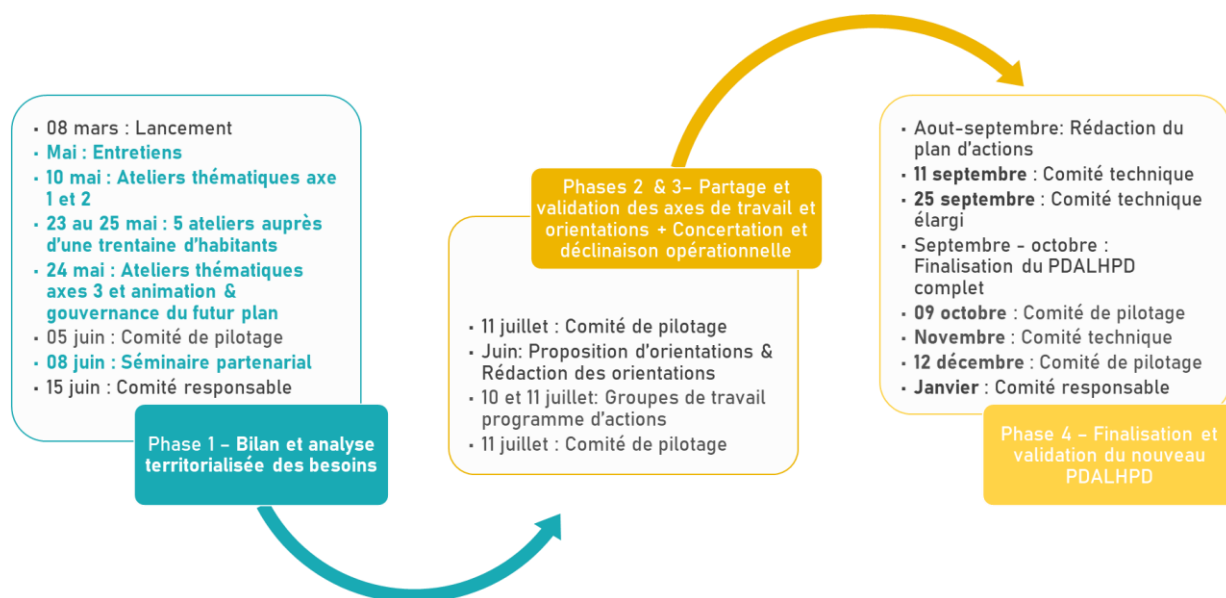 • 08 mars : Lancement
• Mai : Entretiens
• 10 mai : Ateliers thématiques axe
1 et 2
• 23 au 25 mai : 5 ateliers auprès
d'une trentaine d'habitants
• 24 mai : Ateliers thématiques
axes 3 et animation &
gouvernance du futur plan
• 05 juin : Comité de pilotage
• 08 juin : Séminaire partenarial
• 15 juin : Comité responsable
Phase 1 – Bilan et analyse
territorialisée des besoins
Phases 2 & 3– Partage et
validation des axes de travail et
orientations + Concertation et
déclinaison opérationnelle
• 11 juillet : Comité de pilotage
• Juin: Proposition d'orientations &
Rédaction des orientations
• 10 et 11 juillet: Groupes de travail
programme d'actions
• 11 juillet : Comité de pilotage
• Aout-septembre: Rédaction du
plan d'actions
• 11 septembre : Comité technique
• 25 septembre : Comité technique
élargi
• Septembre - octobre :
Finalisation du PDALHPD
complet
• 09 octobre : Comité de pilotage
• Novembre : Comité technique
• 12 décembre : Comité de pilotage
• Janvier : Comité responsable
Phase 4 – Finalisation et
validation du nouveau
PDALHPD